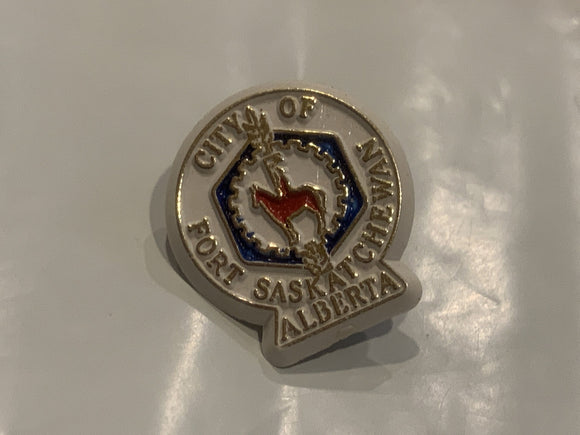 CITY OF
FORT SASKATCHEWAN
ALBERTA